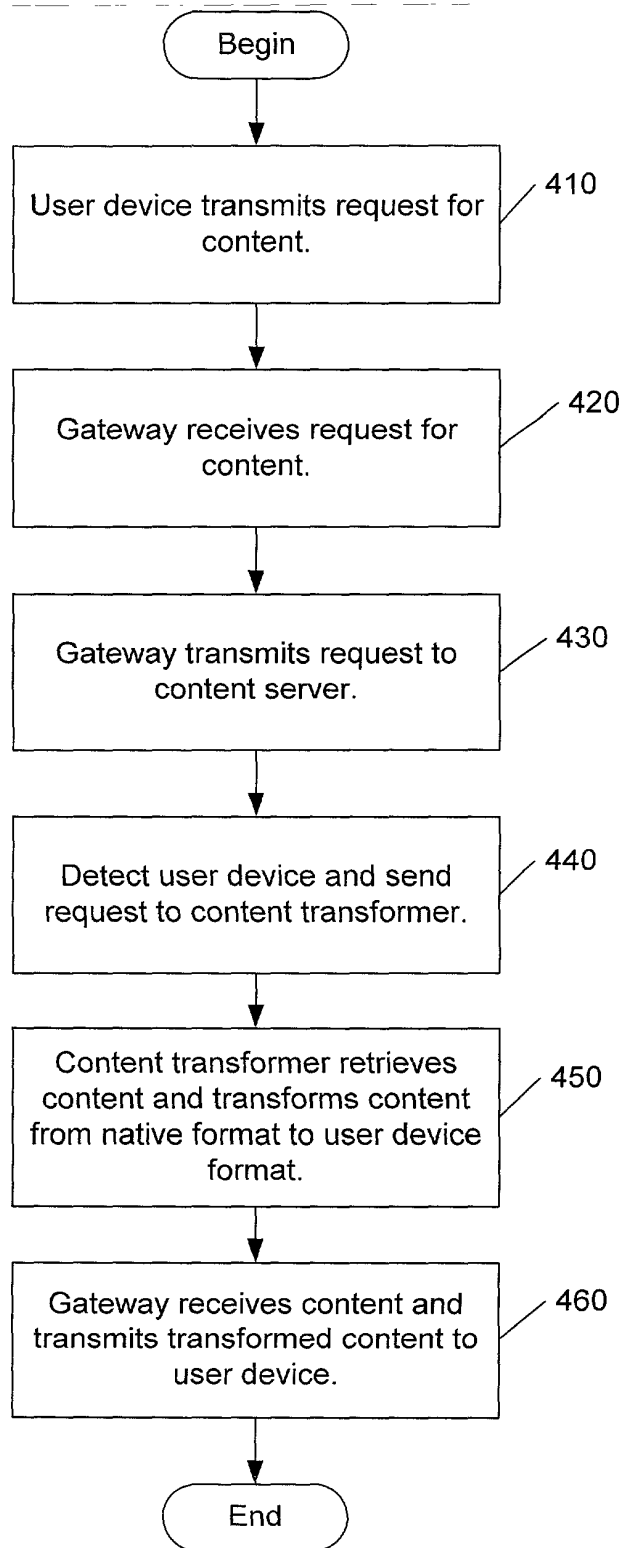 Begin
User device transmits request for
content.
410
Gateway receives request for
content.
420
Gateway transmits request to
content server.
430
Detect user device and send
request to content transformer.
440
Content transformer retrieves
content and transforms content
from native format to user device
format.
450
Gateway receives content and
transmits transformed content to
user device.
460
End